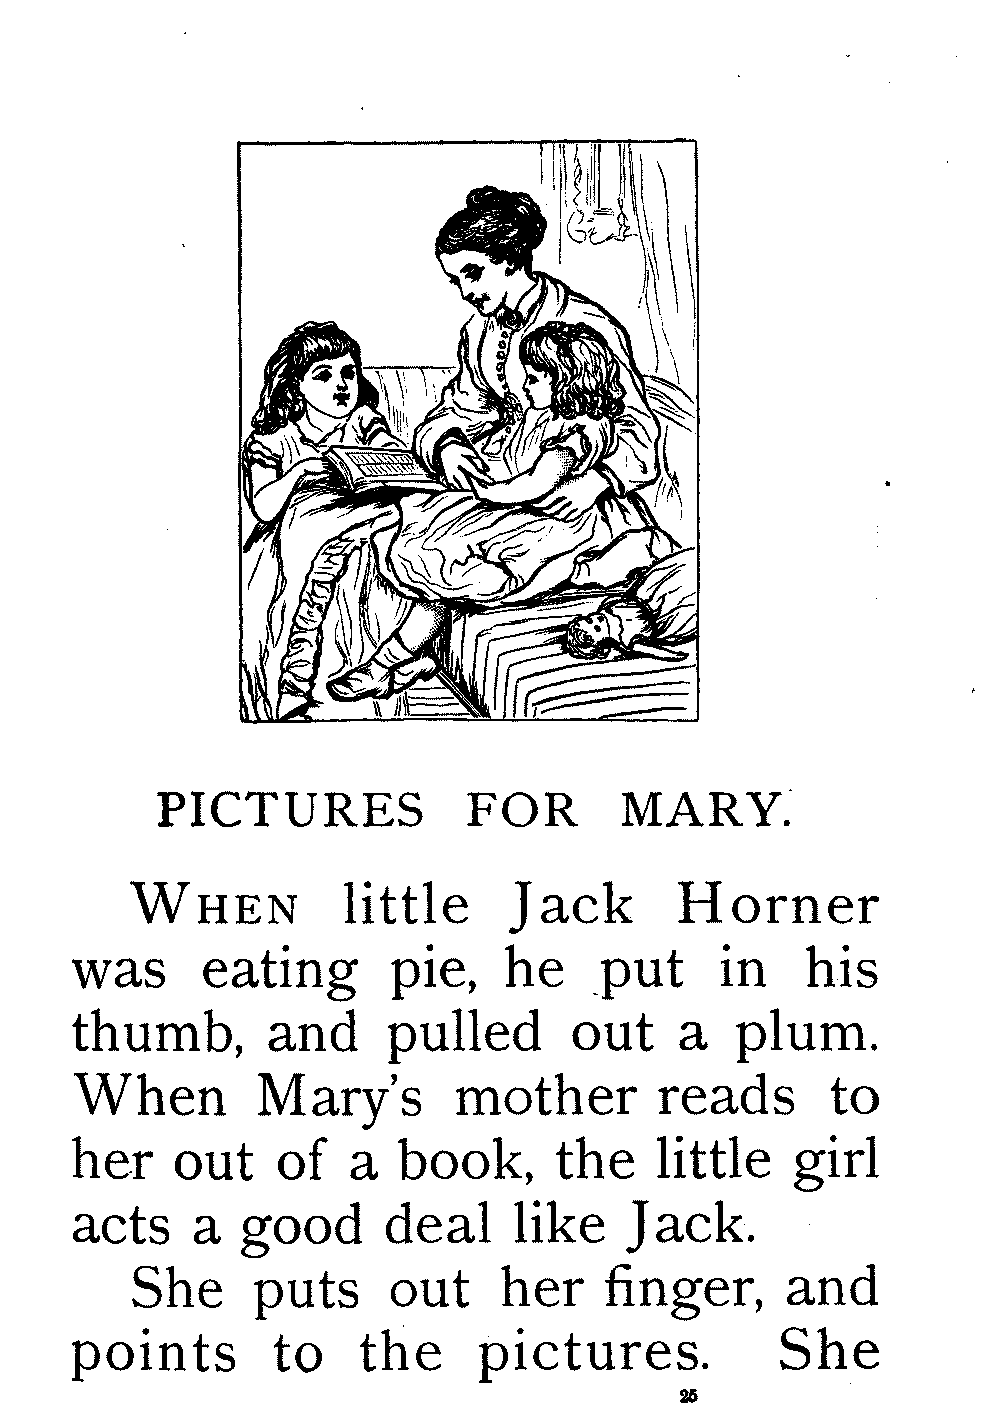 PICTURES FOR MARY.
WHEN little Jack Horner
was eating pie, he put in his
thumb, and pulled out a plum.
When Mary's mother reads to
her out of a book, the little girl
acts a good deal like Jack.
She puts out her finger, and
points to the pictures. She
25